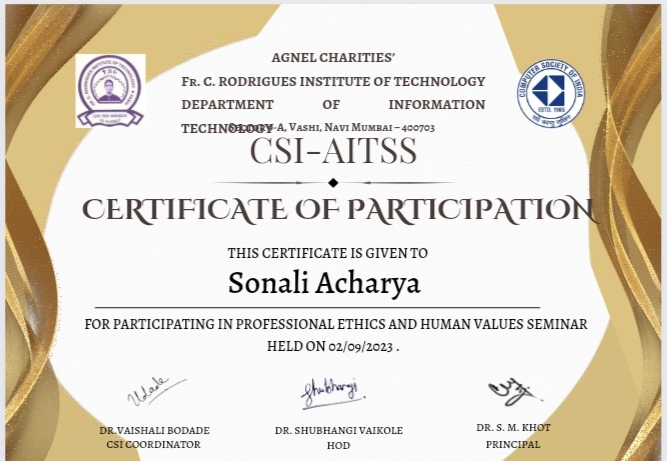 AGNEL CHARITIES'
FR. C. RODRIGUES INSTITUTE OF TECHNOLOGY
DEPARTMENT OF INFORMATION
TECHNOLOGY
-A, VASHI, NAVI MUMBAI – 400703
COMPUTER SOCIETY OF INDIA
ESTD. 1965
CSI-AITSS
CERTIFICATE OF PARTICIPATION
THIS CERTIFICATE IS GIVEN TO
Sonali Acharya
FOR PARTICIPATING IN PROFESSIONAL ETHICS AND HUMAN VALUES SEMINAR
HELD ON 02/09/2023 .
Shubhangi
DR.VAISHALI BODADE
CSI COORDINATOR
DR. SHUBHANGI VAIKOLE
HOD
DR. S. M. KHOT
PRINCIPAL